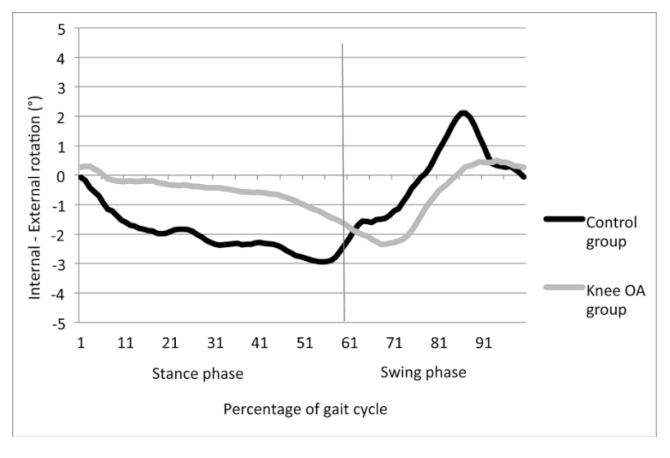 5
4
3
2
1
0
-1
-2
-3
-4
-5
Internal - External rotation (°)
1 11 21 31 41 51 61 71 81 91
Stance phase Swing phase
Percentage of gait cycle
Control
group
Knee OA
group